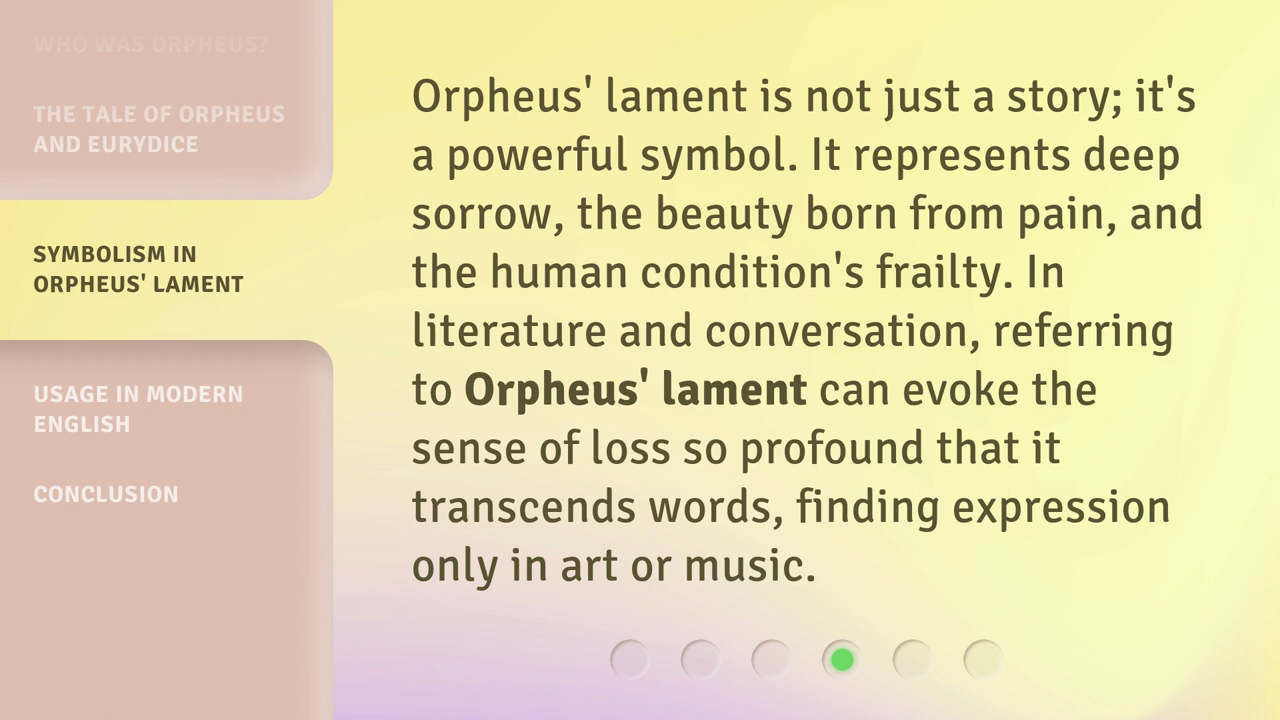 WHO WAS ORPHEUS?
THE TALE OF ORPHEUS
AND EURYDICE
SYMBOLISM IN
ORPHEUS' LAMENT
USAGE IN MODERN
ENGLISH
CONCLUSION
Orpheus' lament is not just a story; it's
a powerful symbol. It represents deep
sorrow, the beauty born from pain, and
the human condition's frailty. In
literature and conversation, referring
to Orpheus' lament can evoke the
sense of loss so profound that it
transcends words, finding expression
only in art or music.